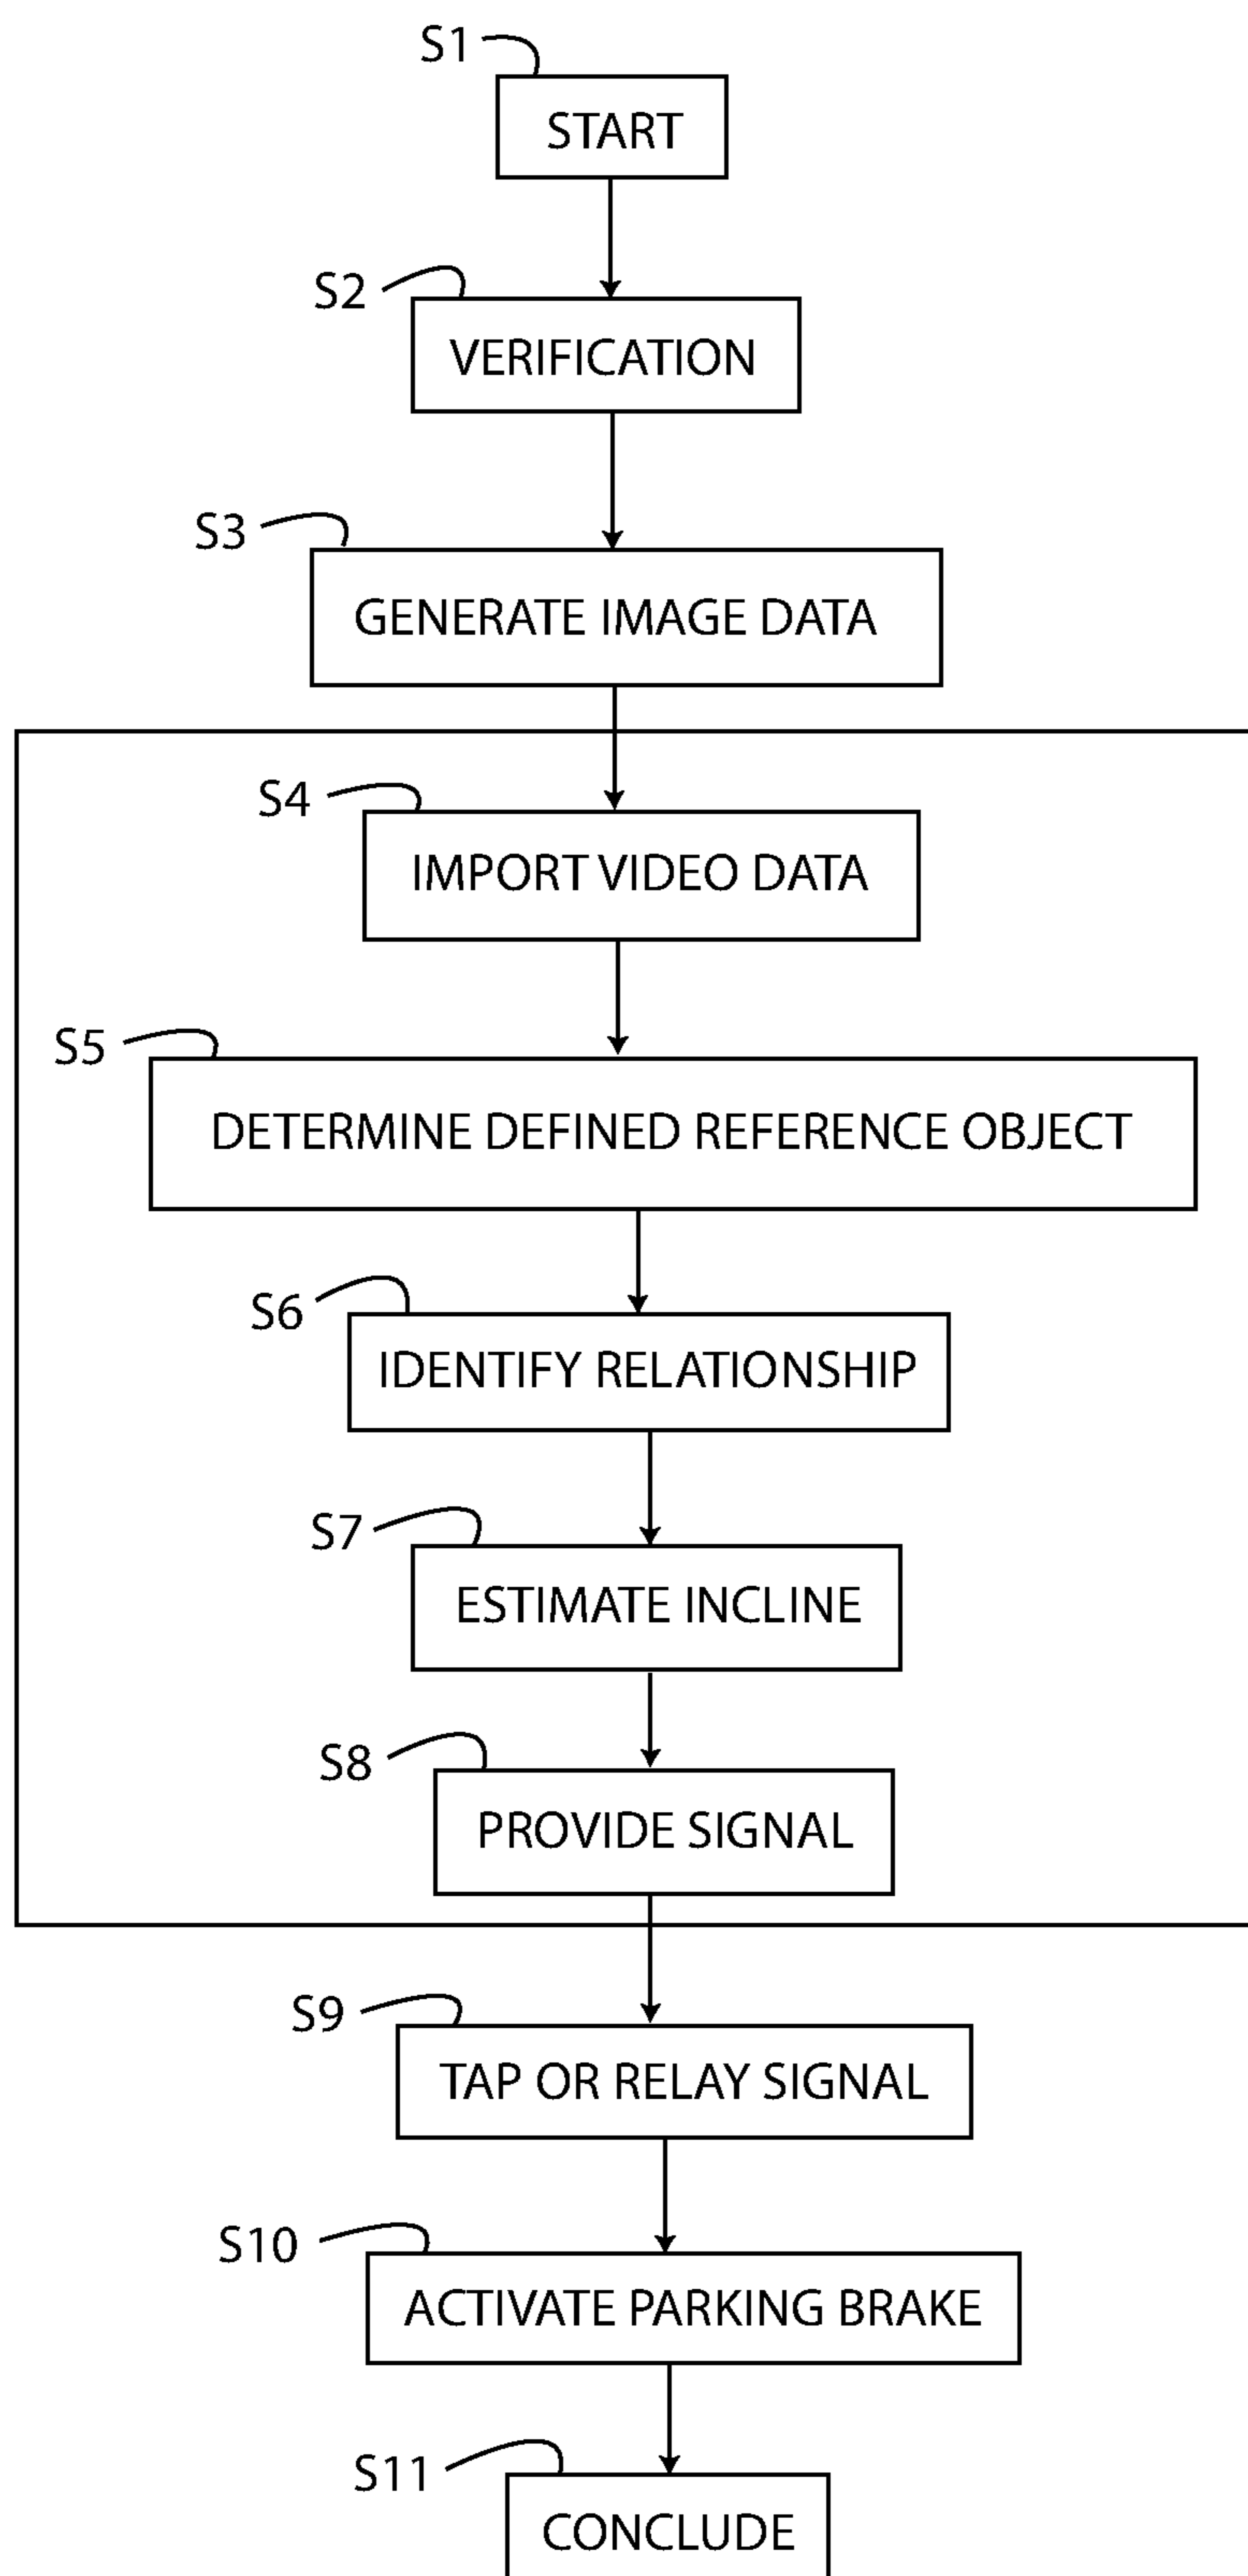 S1
START
S2
VERIFICATION
S3
GENERATE IMAGE DATA
S4
IMPORT VIDEO DATA
S5
DETERMINE DEFINED REFERENCE OBJECT
S6
IDENTIFY RELATIONSHIP
S7
ESTIMATE INCLINE
S8
PROVIDE SIGNAL
S9
TAP OR RELAY SIGNAL
S10
ACTIVATE PARKING BRAKE
S11
CONCLUDE